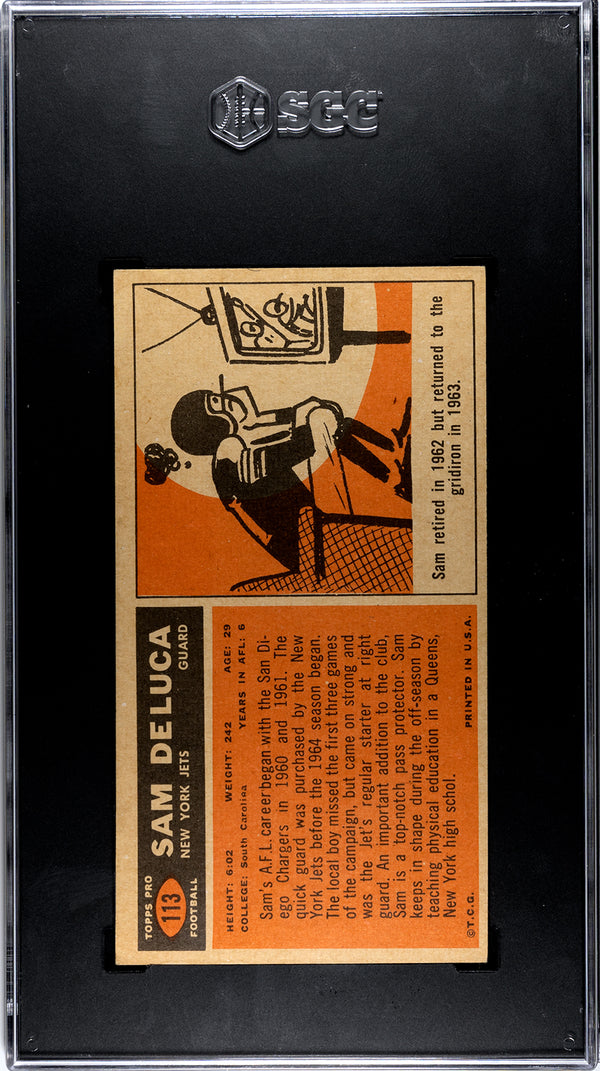 SGC
TOPPS PRO
113
FOOTBALL
SAM DELUCA
NEW YORK JETS GUARD
HEIGHT: 6:02 WEIGHT: 242 AGE: 29
COLLEGE: South Carolina YEARS IN AFL: 6
Sam's A.F.L. career began with the San Di-
ego Chargers in 1960 and 1961. The
quick guard was purchased by the New
York Jets before the 1964 season began.
The local boy missed the first three games
of the campaign, but came on strong and
was the Jet's regular starter at right
guard. An important addition to the club,
Sam is a top-notch pass protector. Sam
keeps in shape during the off-season by
teaching physical education in a Queens,
New York high schol.
©T.C.G. PRINTED IN U.S.A.
Sam retired in 1962 but returned to the
gridiron in 1963.